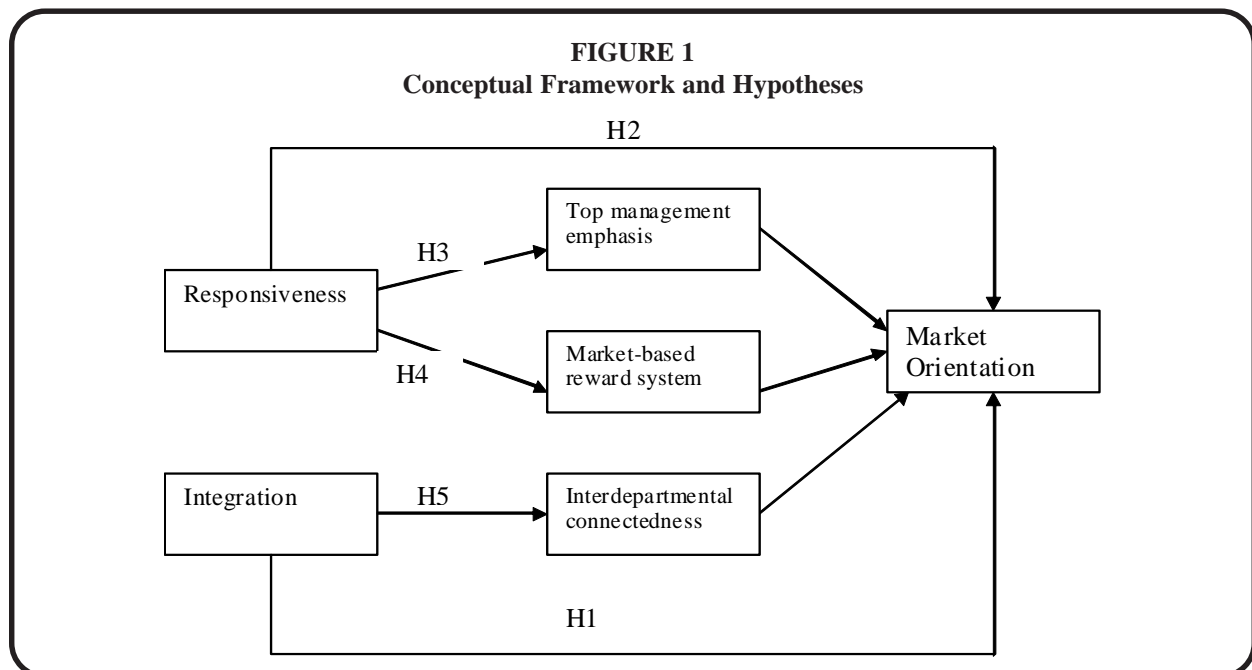 FIGURE 1
Conceptual Framework and Hypotheses
H2
Top management
emphasis
H3
Responsiveness
Market
Orientation
Market-based
reward system
H4
Integration
H5
Interdepartmental
connectedness
H1